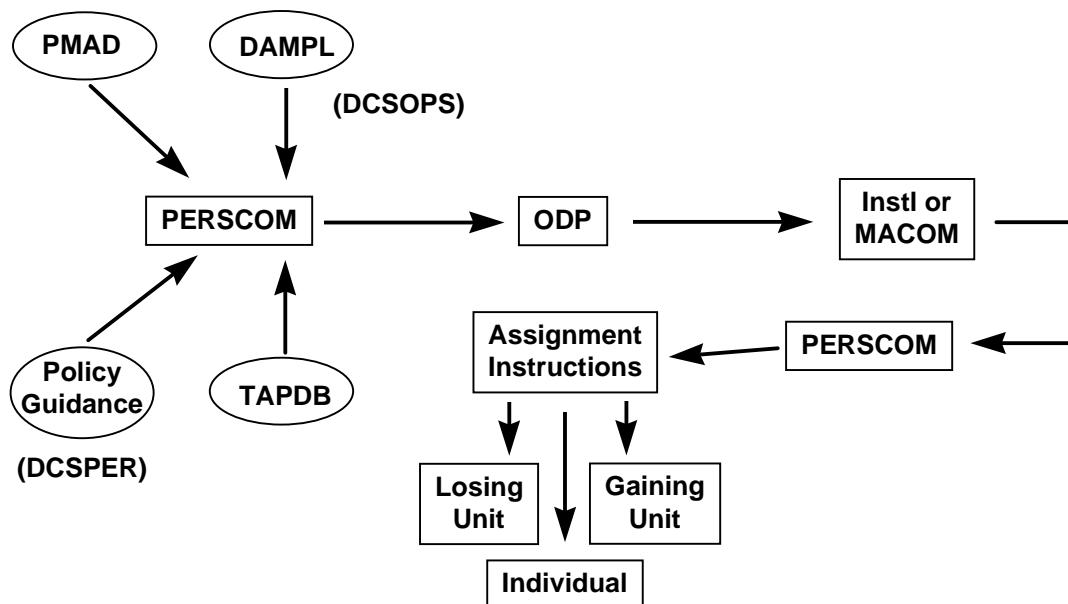 PMAD
DAMPL
(DCSOPS)
PERSCOM
ODP
Instl or
MACOM
Assignment
Instructions
PERSCOM
Policy
Guidance
TAPDB
(DCSPER)
Losing
Unit
Gaining
Unit
Individual